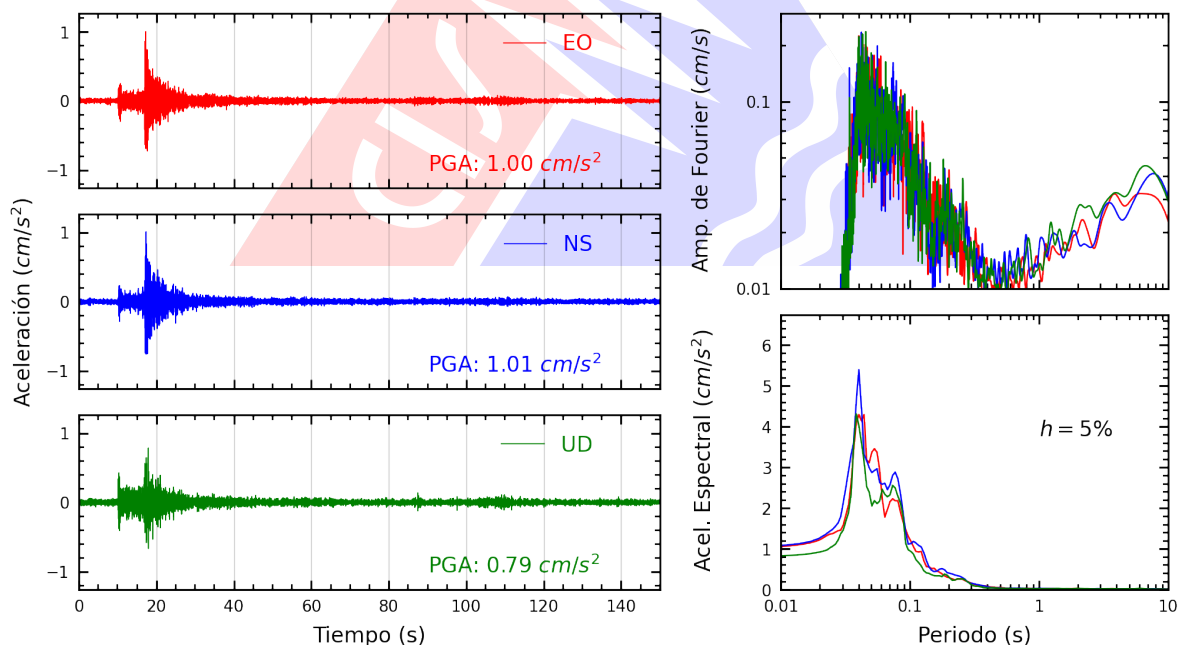 Aceleración (cm/s²)
1
0
−1
EO
PGA: 1.00 cm/s²
1
0
−1
NS
PGA: 1.01 cm/s²
1
0
−1
UD
PGA: 0.79 cm/s²
0 20 40 60 80 100 120 140
Tiempo (s)
Amp. de Fourier (cm/s)
0.1
0.01
Acel. Espectral (cm/s²)
6
5
4
3
2
1
0
h = 5%
0.01 0.1 1 10
Periodo (s)
CIS